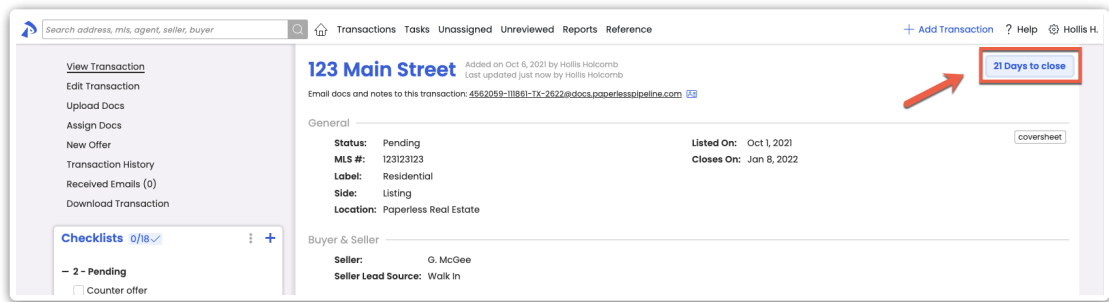 Search address, mls, agent, seller, buyer
Transactions Tasks Unassigned Unreviewed Reports Reference
+ Add Transaction ? Help Hollis H.
View Transaction
Edit Transaction
Upload Docs
Assign Docs
New Offer
Transaction History
Received Emails (0)
Download Transaction
Checklists 0/18
− 2 - Pending
Counter offer
123 Main Street
Added on Oct 6, 2021 by Hollis Holcomb
Last updated just now by Hollis Holcomb
21 Days to close
Email docs and notes to this transaction: 4562059-111861-TX-2622@docs.paperlesspipeline.com
General
coversheet
Status: Pending
MLS #: 123123123
Label: Residential
Side: Listing
Location: Paperless Real Estate
Listed On: Oct 1, 2021
Closes On: Jan 8, 2022
Buyer & Seller
Seller: G. McGee
Seller Lead Source: Walk In